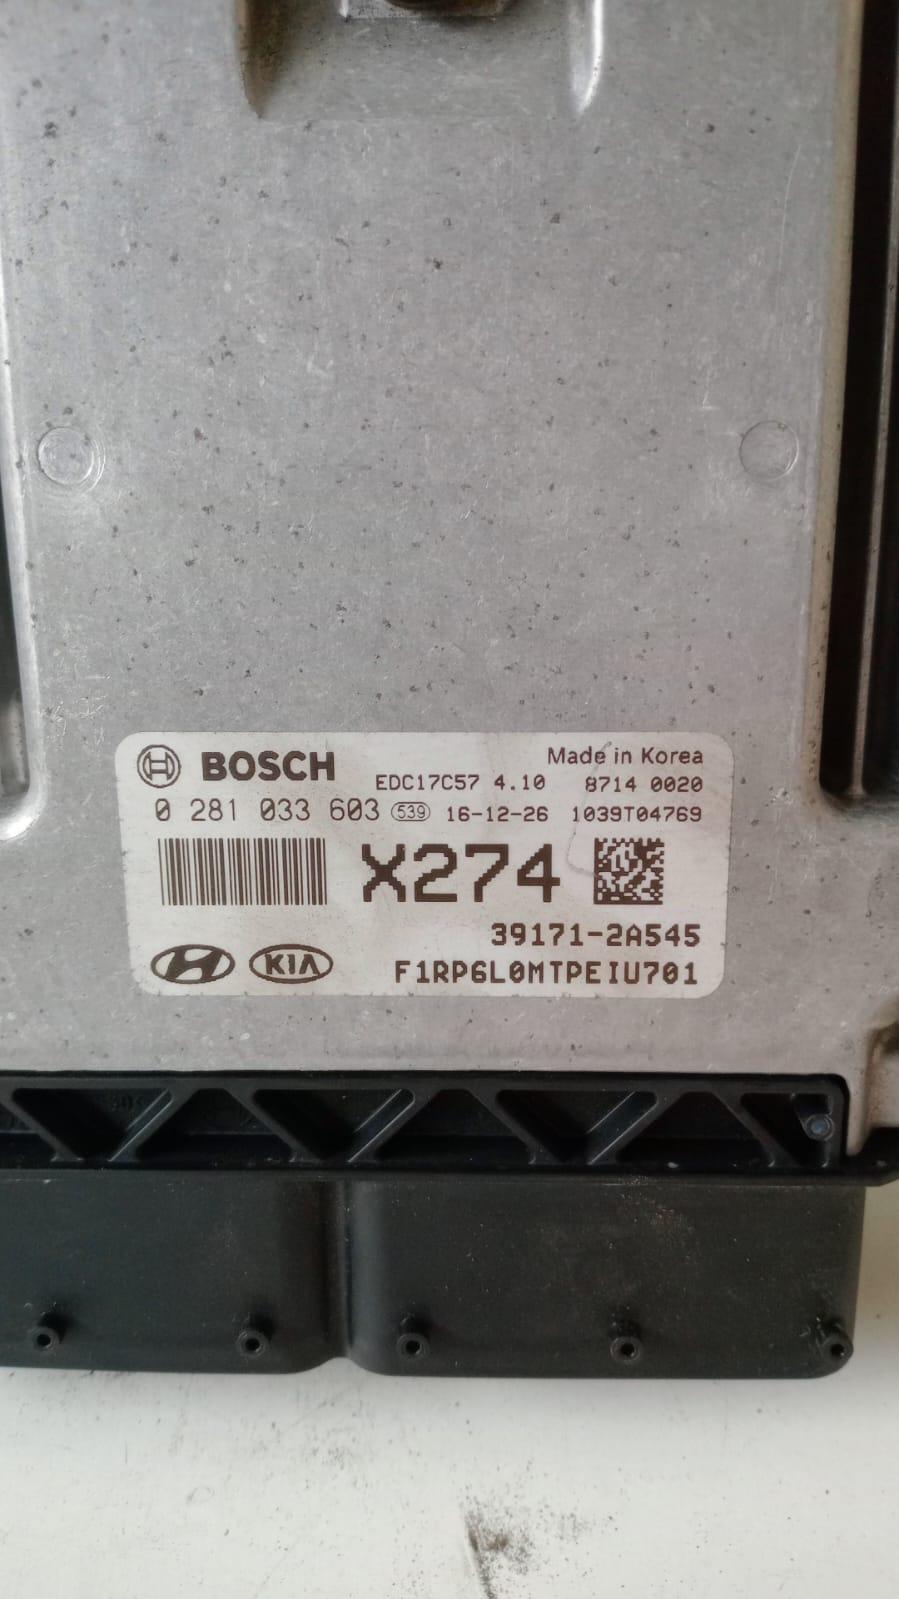 BOSCH
Made in Korea
EDC17C57 4.10 8714 0020
0 281 033 603 539 16-12-26 1039T04769
X274
39171-2A545
KIA
F1RP6L0MTPEIU701